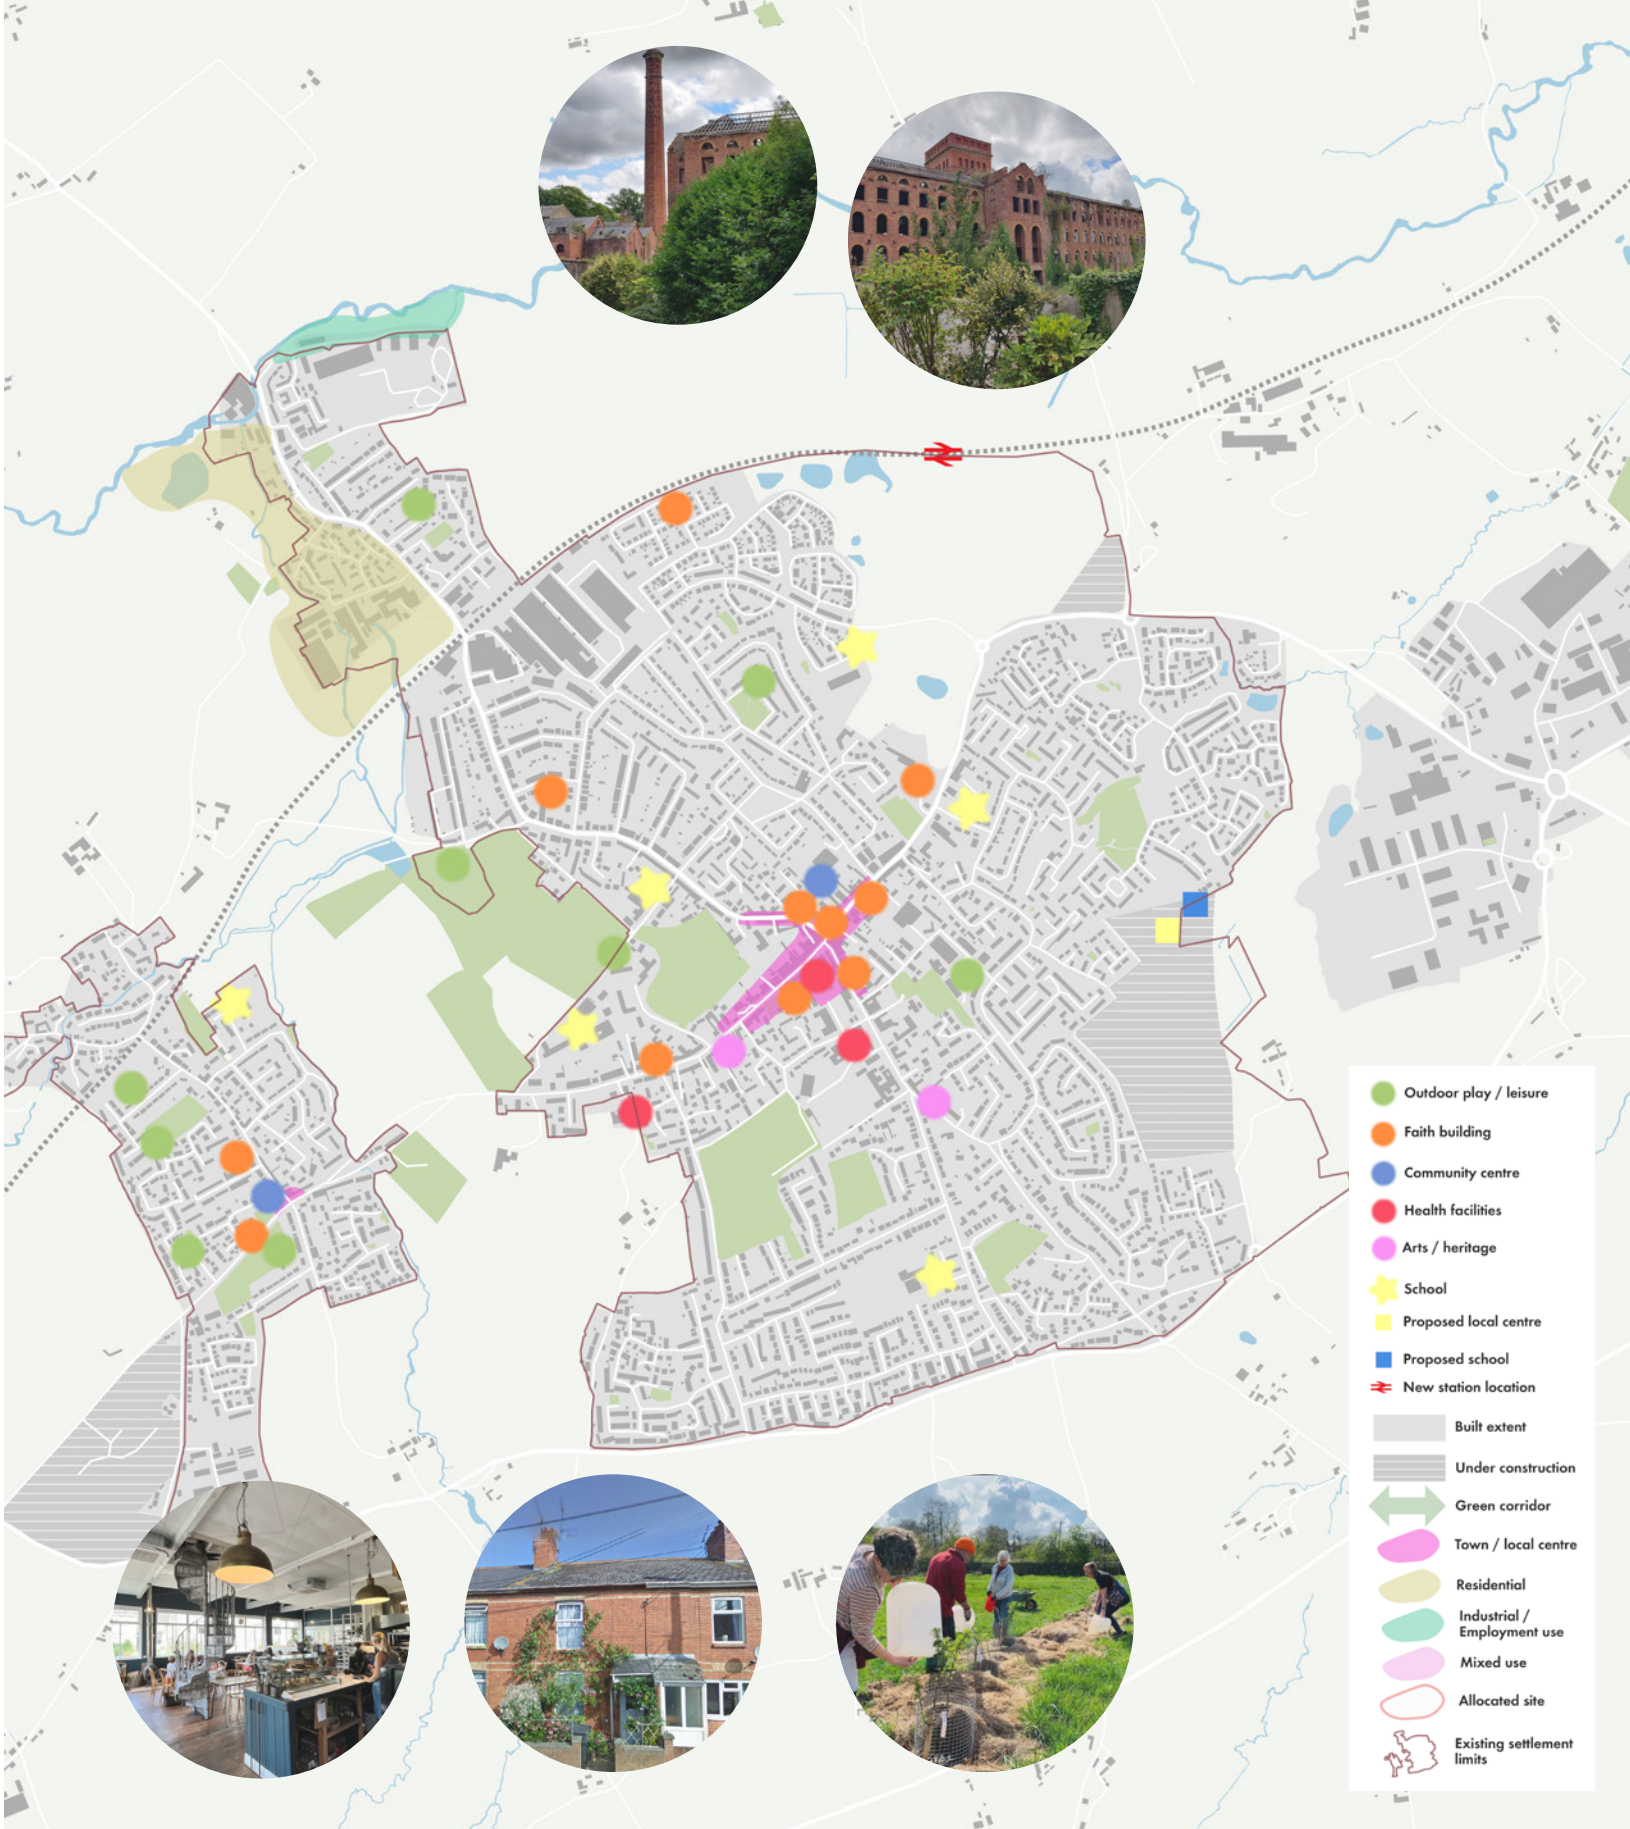 Outdoor play / leisure
Faith building
Community centre
Health facilities
Arts / heritage
School
Proposed local centre
Proposed school
New station location
Built extent
Under construction
Green corridor
Town / local centre
Residential
Industrial /
Employment use
Mixed use
Allocated site
Existing settlement
limits